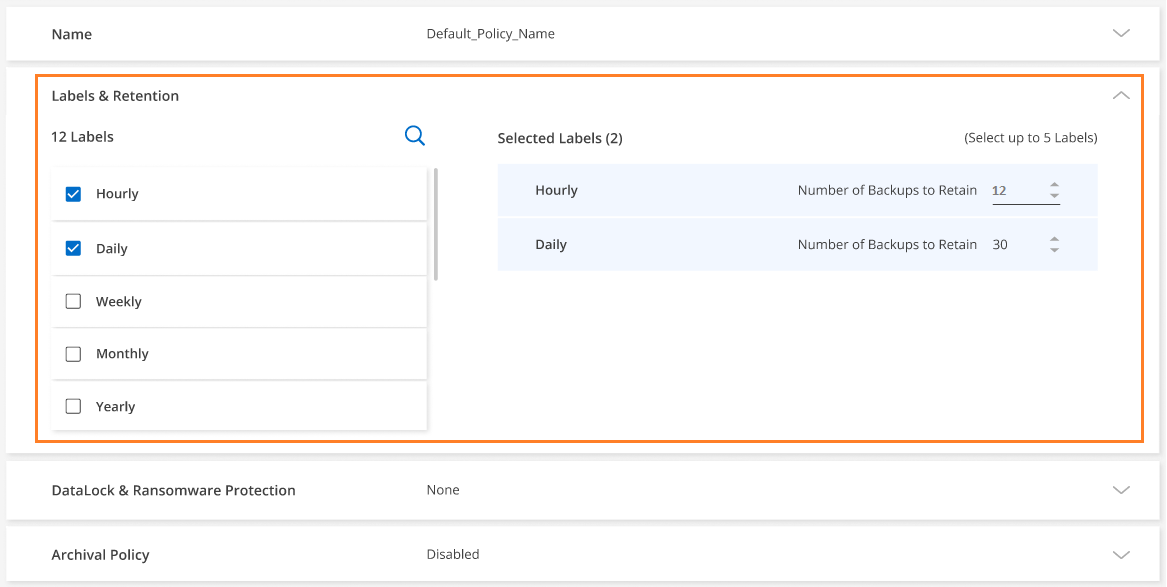 Name Default_Policy_Name
Labels & Retention
12 Labels
Selected Labels (2) (Select up to 5 Labels)
Hourly
Daily
Weekly
Monthly
Yearly
Hourly Number of Backups to Retain 12
Daily Number of Backups to Retain 30
DataLock & Ransomware Protection None
Archival Policy Disabled